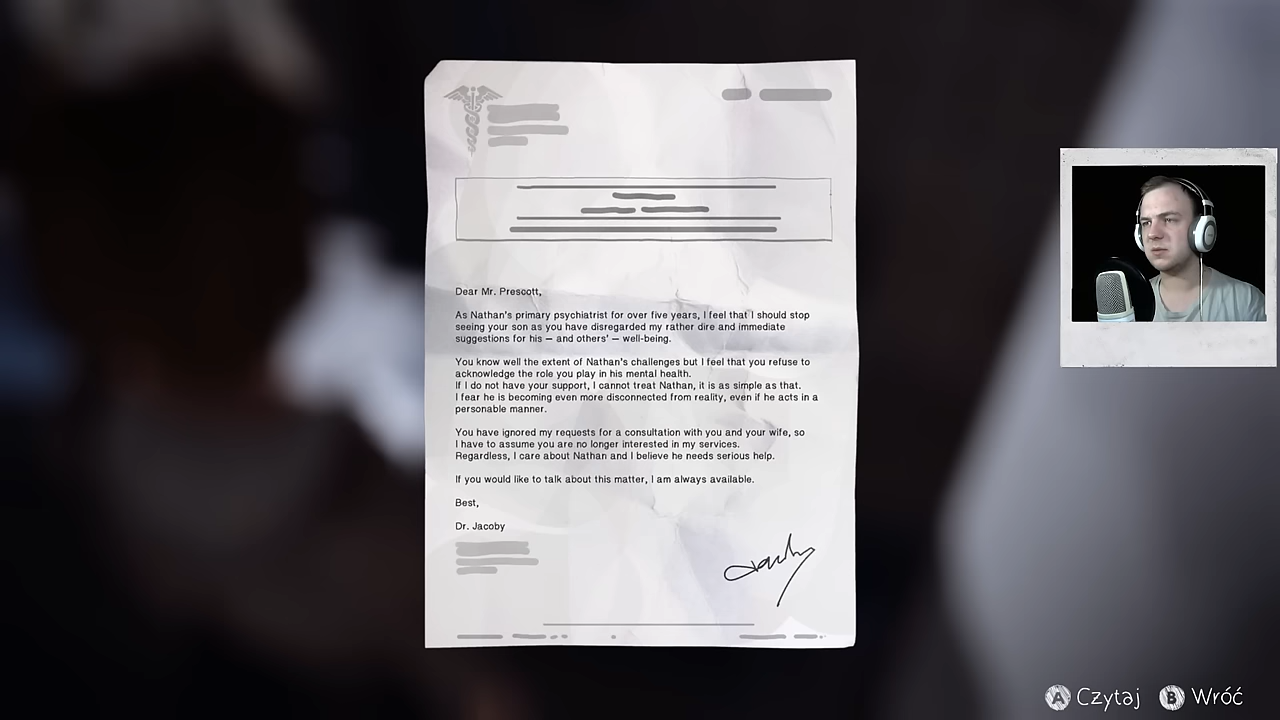 Dear Mr. Prescott,
As Nathan's primary psychiatrist for over five years, I feel that I should stop
seeing your son as you have disregarded my rather dire and immediate
suggestions for his – and others' – well-being.
You know well the extent of Nathan's challenges but I feel that you refuse to
acknowledge the role you play in his mental health.
If I do not have your support, I cannot treat Nathan, it is as simple as that.
I fear he is becoming even more disconnected from reality, even if he acts in a
personable manner.
You have ignored my requests for a consultation with you and your wife, so
I have to assume you are no longer interested in my services.
Regardless, I care about Nathan and I believe he needs serious help.
If you would like to talk about this matter, I am always available.
Best,
Dr. Jacoby
A Czytaj B Wróć